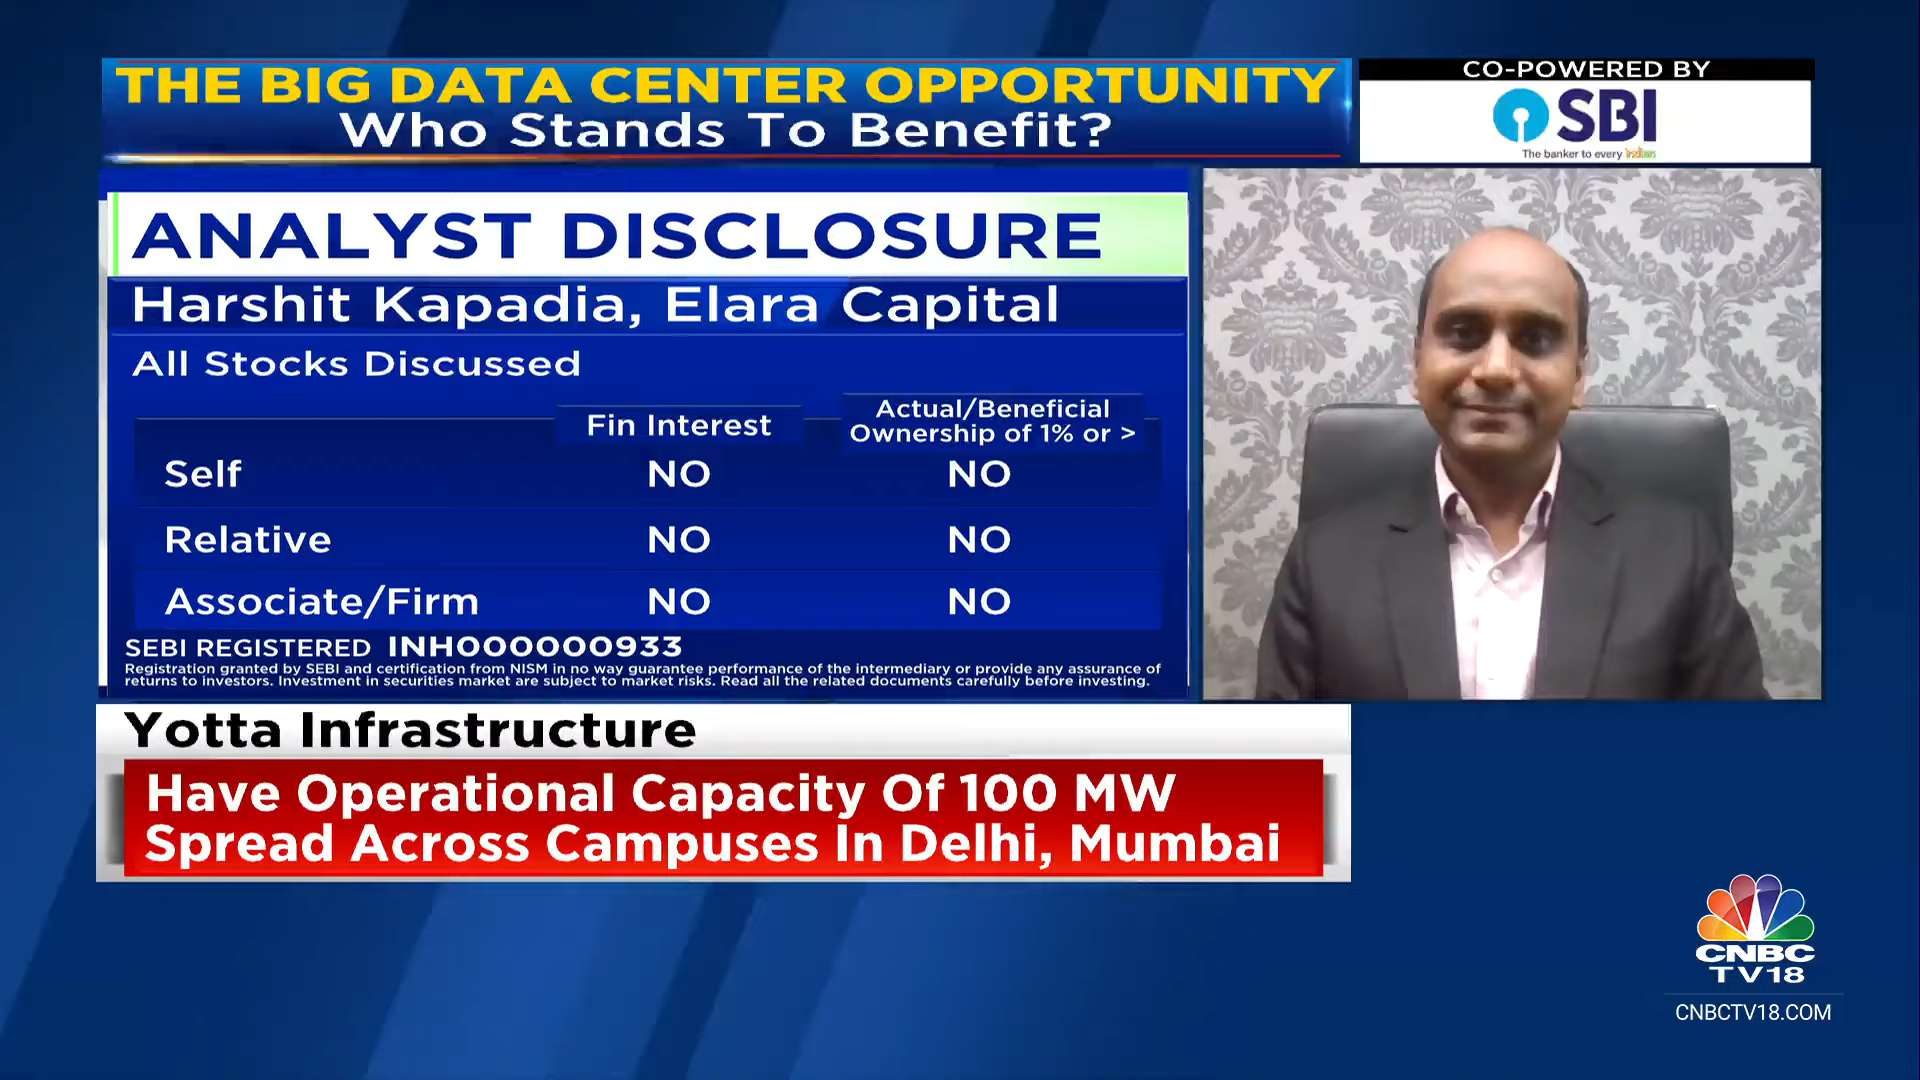 THE BIG DATA CENTER OPPORTUNITY
Who Stands To Benefit?
CO-POWERED BY
SBI
The banker to every indian
ANALYST DISCLOSURE
Harshit Kapadia, Elara Capital
All Stocks Discussed
Fin Interest
Actual/Beneficial
Ownership of 1% or >
Self NO NO
Relative NO NO
Associate/Firm NO NO
SEBI REGISTERED INH000000933
Registration granted by SEBI and certification from NISM in no way guarantee performance of the intermediary or provide any assurance of
returns to investors. Investment in securities market are subject to market risks. Read all the related documents carefully before investing.
Yotta Infrastructure
Have Operational Capacity Of 100 MW
Spread Across Campuses In Delhi, Mumbai
CNBC
TV18
CNBCTV18.COM